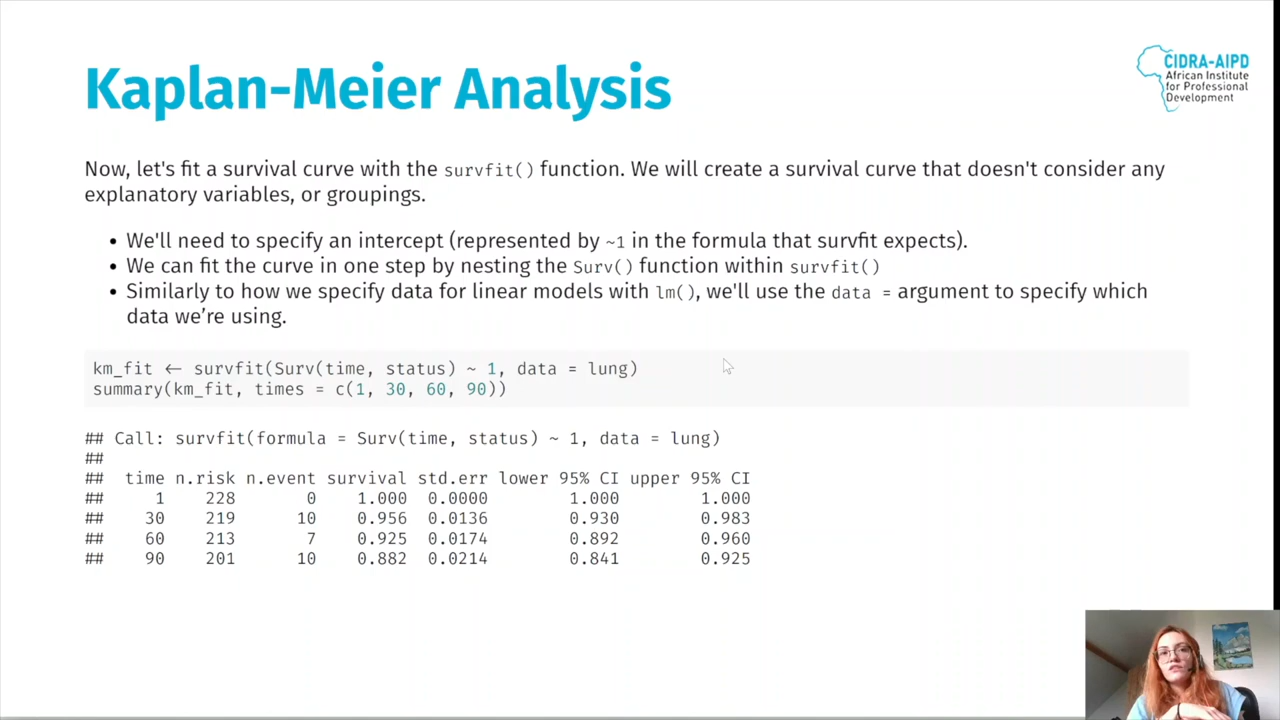 Kaplan-Meier Analysis
CIDRA-AIPD
African Institute
for Professional
Development
Now, let's fit a survival curve with the survfit() function. We will create a survival curve that doesn't consider any
explanatory variables, or groupings.
• We'll need to specify an intercept (represented by ~1 in the formula that survfit expects).
• We can fit the curve in one step by nesting the Surv() function within survfit()
• Similarly to how we specify data for linear models with lm(), we'll use the data = argument to specify which
data we’re using.
km_fit <- survfit(Surv(time, status) ~ 1, data = lung)
summary(km_fit, times = c(1, 30, 60, 90))
## Call: survfit(formula = Surv(time, status) ~ 1, data = lung)
##
## time n.risk n.event survival std.err lower 95% CI upper 95% CI
## 1 228 0 1.000 0.0000 1.000 1.000
## 30 219 10 0.956 0.0136 0.930 0.983
## 60 213 7 0.925 0.0174 0.892 0.960
## 90 201 10 0.882 0.0214 0.841 0.925